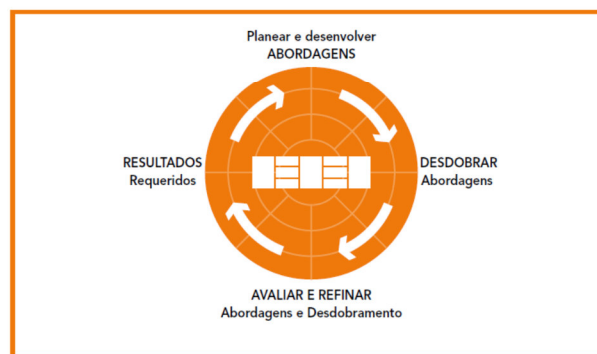 Planear e desenvolver
ABORDAGENS
RESULTADOS
Requeridos
DESDOBRAR
Abordagens
AVALIAR E REFINAR
Abordagens e Desdobramento